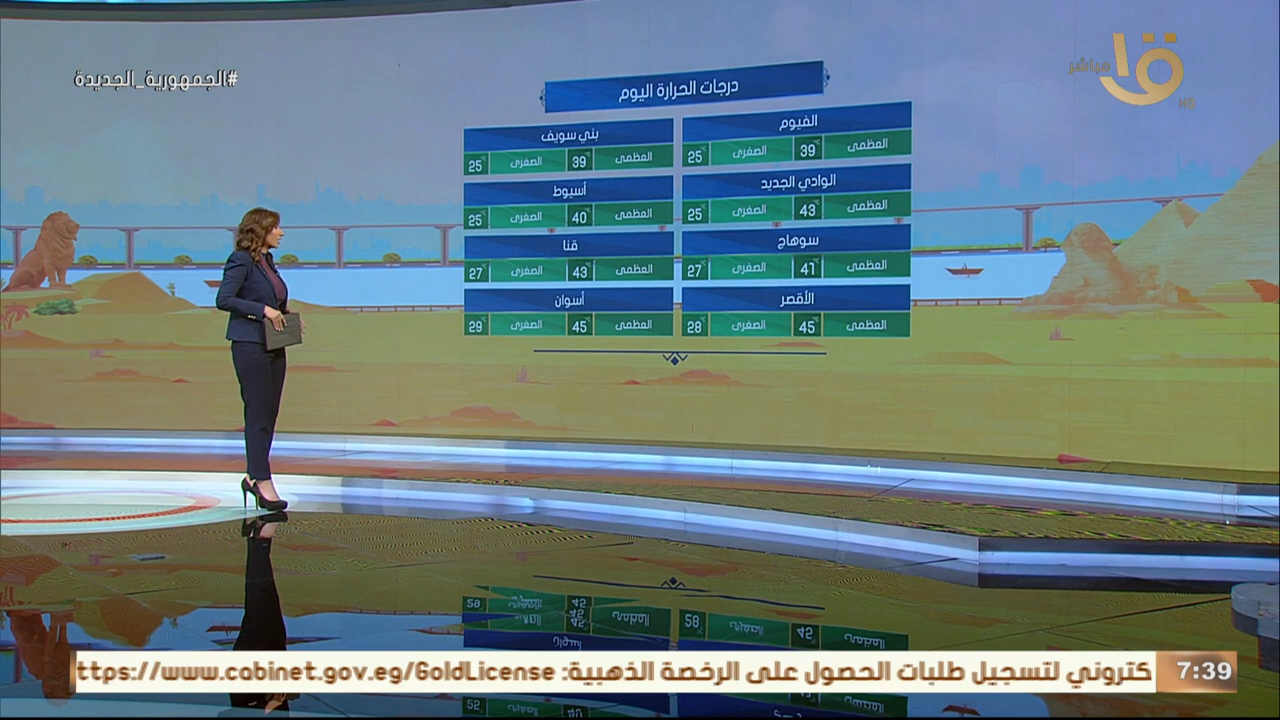 #الجمهورية_الجديدة
مباشر
HD
درجات الحرارة اليوم
الفيوم
العظمى 39 الصغرى 25
بني سويف
العظمى 39 الصغرى 25
الوادي الجديد
العظمى 43 الصغرى 25
أسيوط
العظمى 40 الصغرى 25
سوهاج
العظمى 41 الصغرى 27
قنا
العظمى 43 الصغرى 27
الأقصر
العظمى 45 الصغرى 28
أسوان
العظمى 45 الصغرى 29
7:39
كتروني لتسجيل طلبات الحصول على الرخصة الذهبية: ttps://www.cabinet.gov.eg/GoldLicense